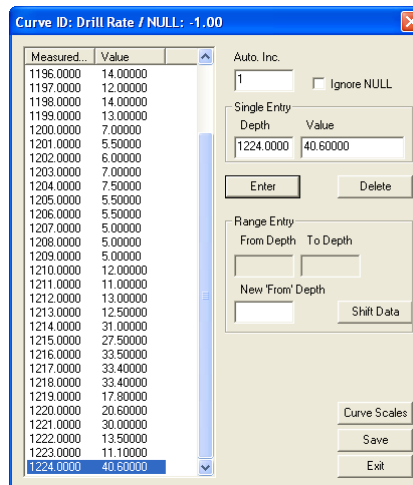 Curve ID: Drill Rate / NULL: -1.00
Measured... Value
1196.0000 14.00000
1197.0000 12.00000
1198.0000 14.00000
1199.0000 13.00000
1200.0000 7.00000
1201.0000 5.50000
1202.0000 6.00000
1203.0000 7.00000
1204.0000 7.50000
1205.0000 5.50000
1206.0000 5.50000
1207.0000 5.00000
1208.0000 5.00000
1209.0000 5.00000
1210.0000 12.00000
1211.0000 11.00000
1212.0000 13.00000
1213.0000 12.50000
1214.0000 31.00000
1215.0000 27.50000
1216.0000 33.50000
1217.0000 33.40000
1218.0000 33.40000
1219.0000 17.80000
1220.0000 20.60000
1221.0000 30.00000
1222.0000 13.50000
1223.0000 11.10000
1224.0000 40.60000
Auto. Inc.
1
Ignore NULL
Single Entry
Depth Value
1224.0000 40.60000
Enter Delete
Range Entry
From Depth To Depth
New 'From' Depth
Shift Data
Curve Scales
Save
Exit